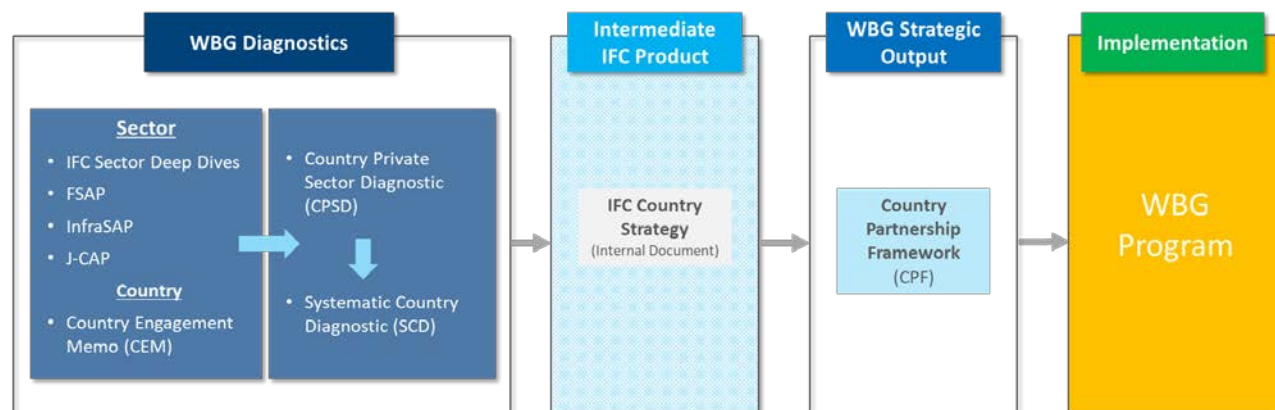 WBG Diagnostics
Sector
• IFC Sector Deep Dives
• FSAP
• InfraSAP
• J-CAP
Country
• Country Engagement
Memo (CEM)
• Country Private
Sector Diagnostic
(CPSD)
• Systematic Country
Diagnostic (SCD)
Intermediate
IFC Product
IFC Country
Strategy
(Internal Document)
WBG Strategic
Output
Country
Partnership
Framework
(CPF)
Implementation
WBG
Program